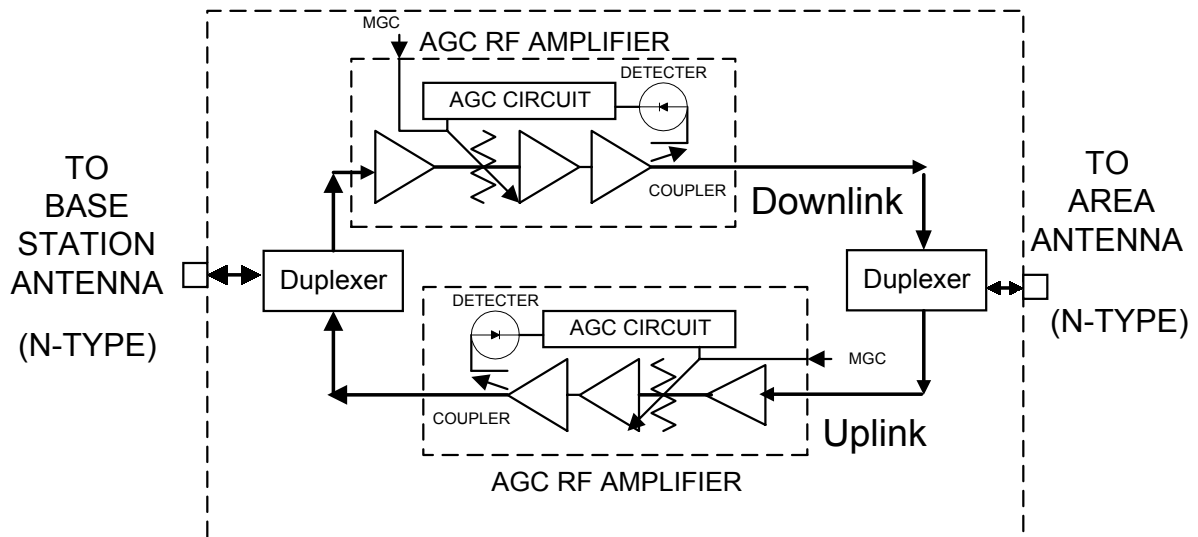 MGC
AGC RF AMPLIFIER
DETECTER
AGC CIRCUIT
COUPLER
Downlink
TO
BASE
STATION
ANTENNA
(N-TYPE)
Duplexer
TO
AREA
ANTENNA
(N-TYPE)
Duplexer
DETECTER
AGC CIRCUIT
MGC
COUPLER
Uplink
AGC RF AMPLIFIER